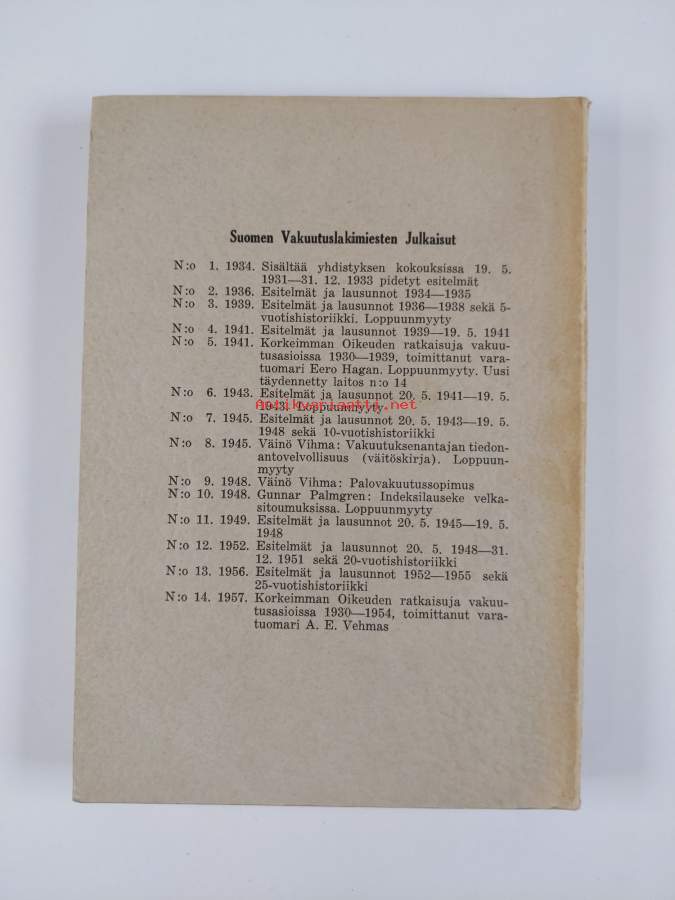 Suomen Vakuutuslakimiesten Julkaisut
N:o 1. 1934. Sisältää yhdistyksen kokouksissa 19. 5.
1931—31. 12. 1933 pidetyt esitelmät
N:o 2. 1936. Esitelmät ja lausunnot 1934—1935
N:o 3. 1939. Esitelmät ja lausunnot 1936—1938 sekä 5-
vuotishistoriikki. Loppuunmyyty
N:o 4. 1941. Esitelmät ja lausunnot 1939—19. 5. 1941
N:o 5. 1941. Korkeimman Oikeuden ratkaisuja vakuu-
tusasioissa 1930—1939, toimittanut vara-
tuomari Eero Hagan. Loppuunmyyty. Uusi
täydennetty laitos n:o 14
N:o 6. 1943. Esitelmät ja lausunnot 20. 5. 1941—19. 5.
1943. Loppuunmyyty
Antikvariaatti.net
N:o 7. 1945. Esitelmät ja lausunnot 20. 5. 1943—19. 5.
1948 sekä 10-vuotishistoriikki
N:o 8. 1945. Väinö Vihma: Vakuutuksenantajan tiedon-
antovelvollisuus (väitöskirja). Loppuun-
myyty
N:o 9. 1948. Väinö Vihma: Palovakuutussopimus
N:o 10. 1948. Gunnar Palmgren: Indeksilauseke velka-
sitoumuksissa. Loppuunmyyty
N:o 11. 1949. Esitelmät ja lausunnot 20. 5. 1945—19. 5.
1948
N:o 12. 1952. Esitelmät ja lausunnot 20. 5. 1948—31.
12. 1951 sekä 20-vuotishistoriikki
N:o 13. 1956. Esitelmät ja lausunnot 1952—1955 sekä
25-vuotishistoriikki
N:o 14. 1957. Korkeimman Oikeuden ratkaisuja vakuu-
tusasioissa 1930—1954, toimittanut vara-
tuomari A. E. Vehmas